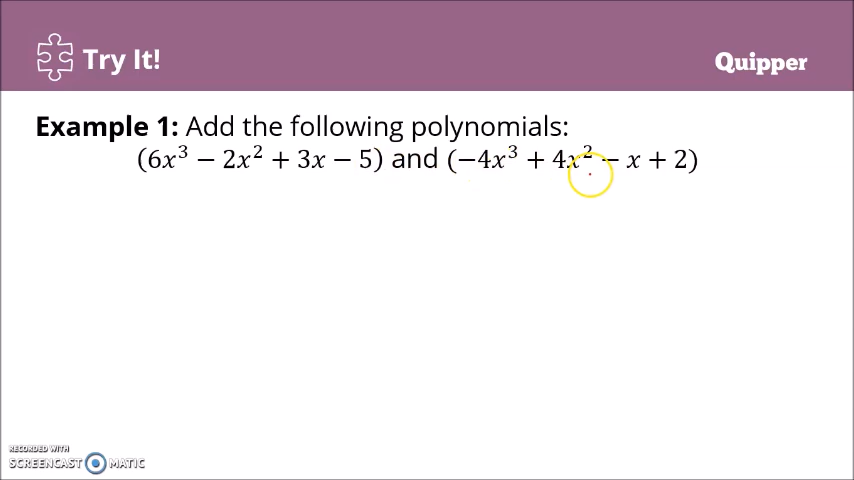 Try It!
Quipper
Example 1: Add the following polynomials:
(6x³ − 2x² + 3x − 5) and (−4x³ + 4x² − x + 2)
RECORDED WITH
SCREENCAST MATIC